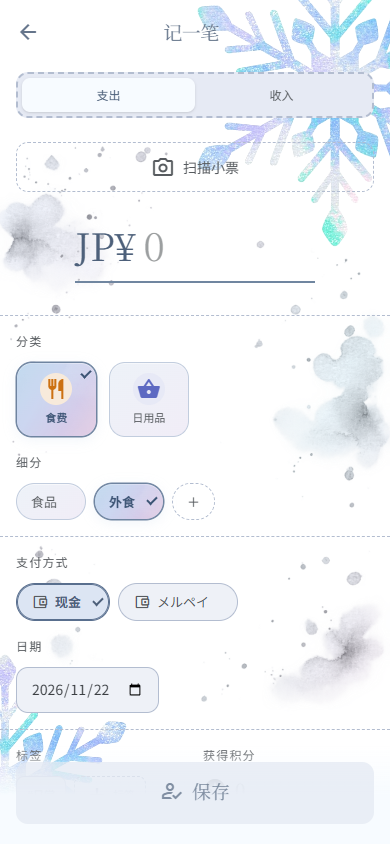 记一笔
支出 收入
扫描小票
JP¥ 0
分类
食费 日用品
细分
食品 外食 +
支付方式
现金 メルペイ
日期
2026/11/22
标签 获得积分
保存